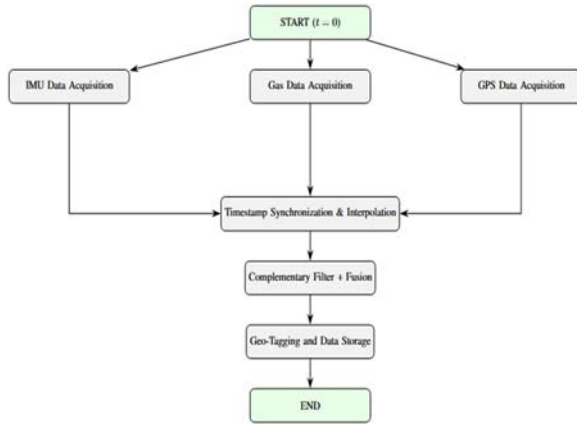 START (t = 0)
IMU Data Acquisition
Gas Data Acquisition
GPS Data Acquisition
Timestamp Synchronization & Interpolation
Complementary Filter + Fusion
Geo-Tagging and Data Storage
END